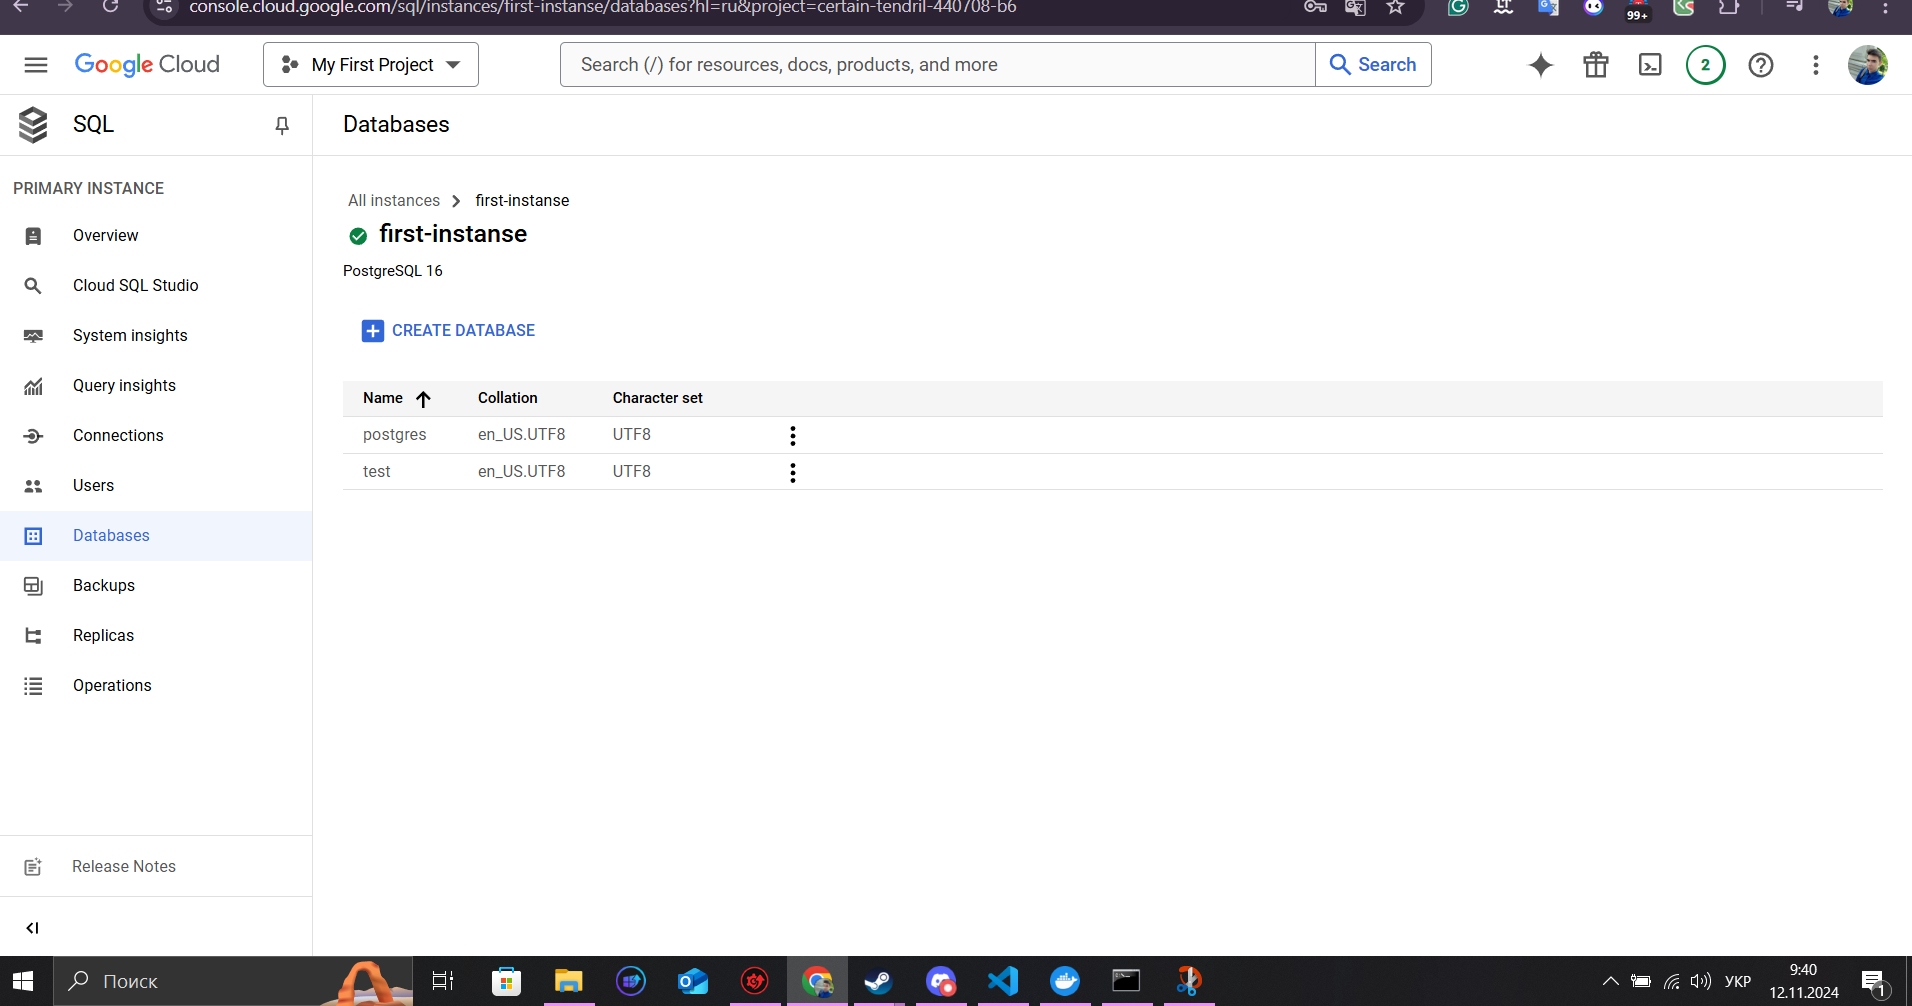 console.cloud.google.com/sql/instances/first-instanse/databases?hl=ru&project=certain-tendril-440708-b6
99+
Google Cloud
My First Project
Search (/) for resources, docs, products, and more
Search
2
SQL
Databases
PRIMARY INSTANCE
Overview
Cloud SQL Studio
System insights
Query insights
Connections
Users
Databases
Backups
Replicas
Operations
Release Notes
All instances
first-instanse
first-instanse
PostgreSQL 16
CREATE DATABASE
Name Collation Character set
postgres en_US.UTF8 UTF8
test en_US.UTF8 UTF8
Поиск
УКР
9:40
12.11.2024
1